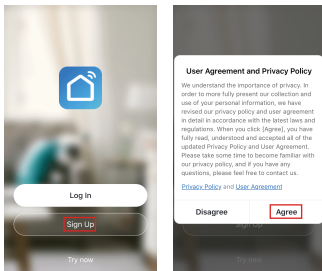 Log In
Sign Up
Try now
User Agreement and Privacy Policy
We understand the importance of privacy. In
order to more fully present our collection and
use of your personal information, we have
revised our privacy policy and user agreement
in detail in accordance with the latest laws and
regulations. When you click [Agree], you have
fully read, understood and accepted all of the
updated Privacy Policy and User Agreement.
Please take some time to become familiar with
our privacy policy, and if you have any
questions, please feel free to contact us.
Privacy Policy and User Agreement
Disagree Agree
Sign Up
Try now